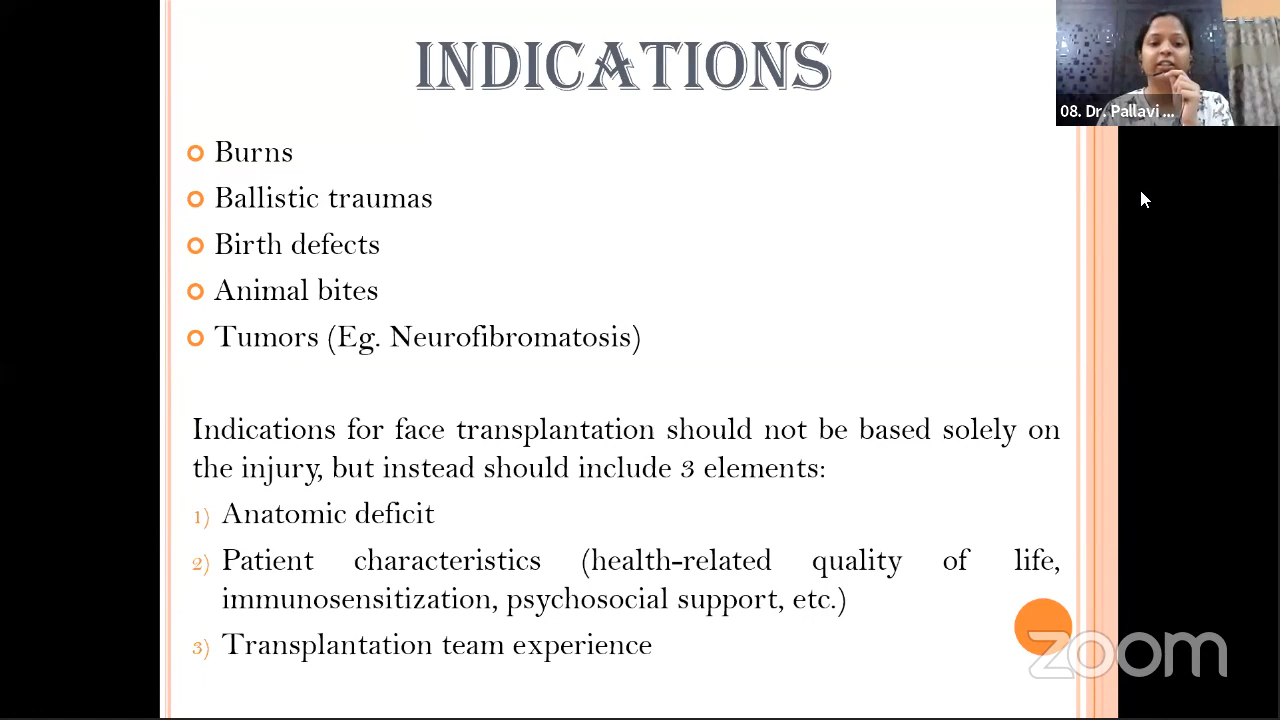 INDICATIONS
08. Dr. Pallavi ...
Burns
Ballistic traumas
Birth defects
Animal bites
Tumors (Eg. Neurofibromatosis)
Indications for face transplantation should not be based solely on
the injury, but instead should include 3 elements:
1) Anatomic deficit
2) Patient characteristics (health-related quality of life,
immunosensitization, psychosocial support, etc.)
3) Transplantation team experience
zoom